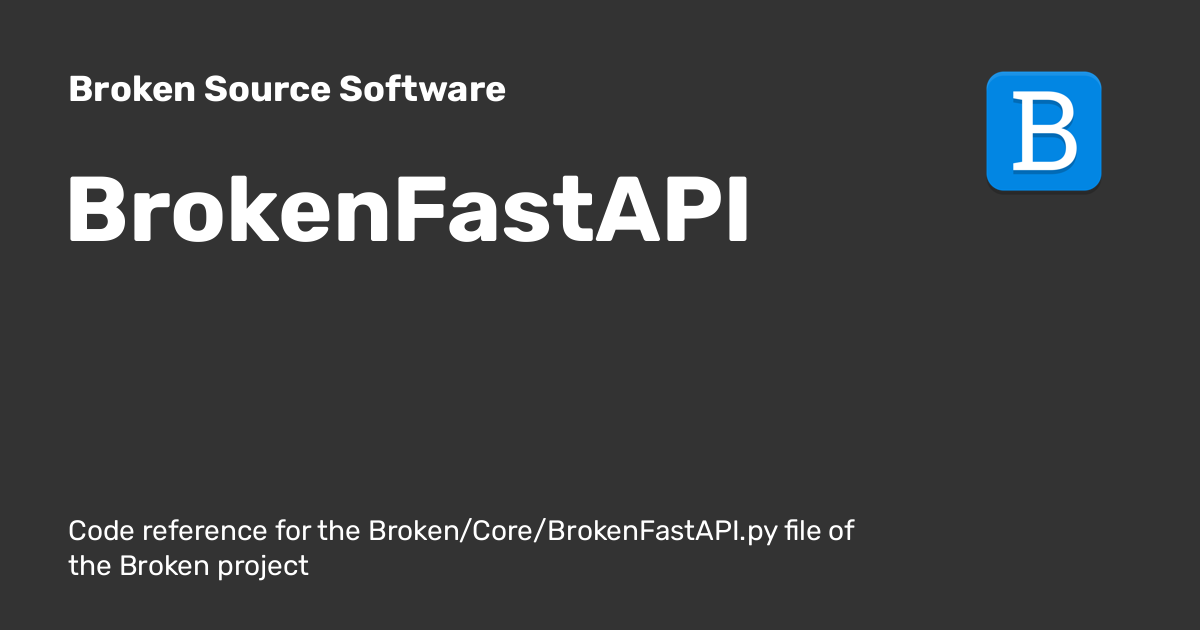 Broken Source Software
B
BrokenFastAPI
Code reference for the Broken/Core/BrokenFastAPI.py file of
the Broken project